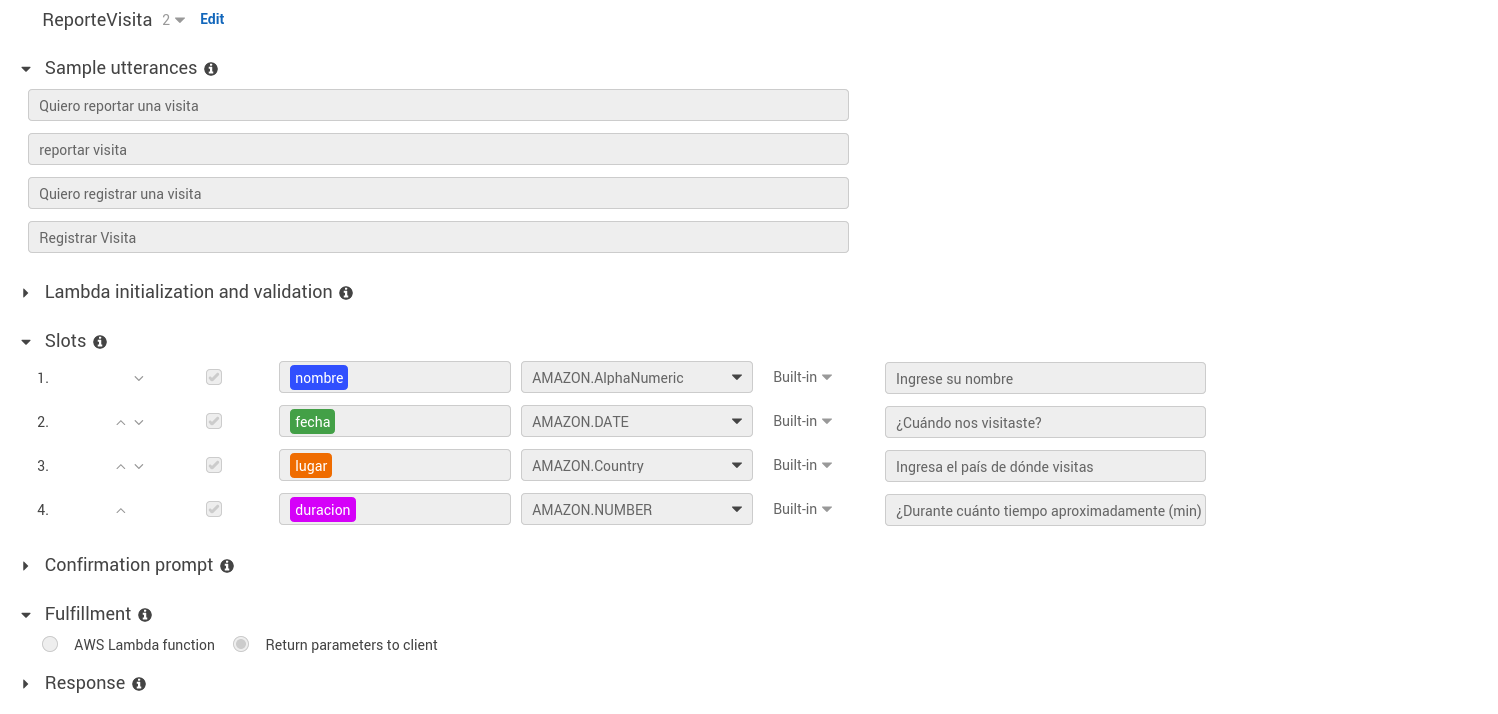 ReporteVisita 2 Edit
Sample utterances
Quiero reportar una visita
reportar visita
Quiero registrar una visita
Registrar Visita
Lambda initialization and validation
Slots
1. nombre AMAZON.AlphaNumeric Built-in Ingrese su nombre
2. fecha AMAZON.DATE Built-in ¿Cuándo nos visitaste?
3. lugar AMAZON.Country Built-in Ingresa el país de dónde visitas
4. duracion AMAZON.NUMBER Built-in ¿Durante cuánto tiempo aproximadamente (min)
Confirmation prompt
Fulfillment
AWS Lambda function Return parameters to client
Response